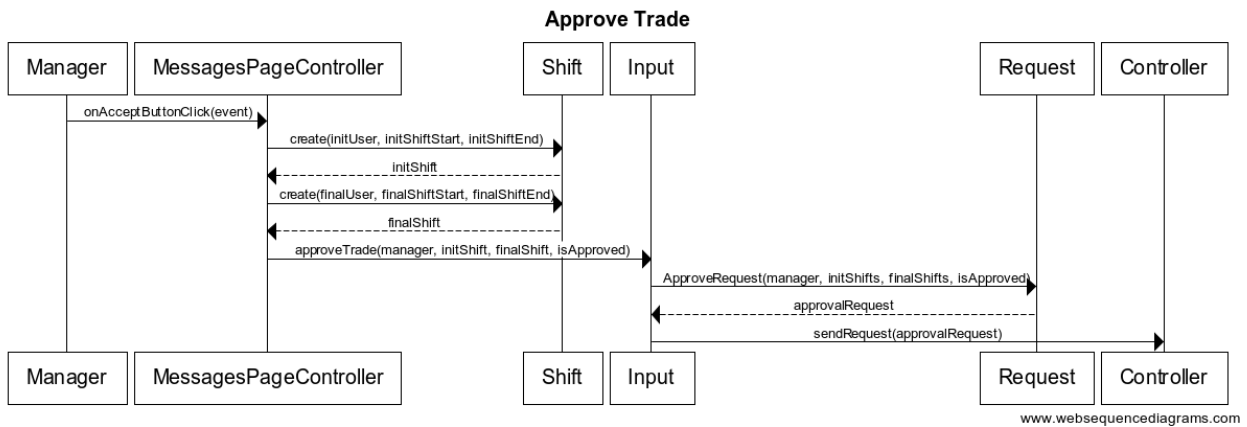 Approve Trade
Manager MessagesPageController Shift Input Request Controller
onAcceptButtonClick(event)
create(initUser, initShiftStart, initShiftEnd)
initShift
create(finalUser, finalShiftStart, finalShiftEnd)
finalShift
approveTrade(manager, initShift, finalShift, isApproved)
ApproveRequest(manager, initShifts, finalShifts, isApproved)
approvalRequest
sendRequest(approvalRequest)
Manager MessagesPageController Shift Input Request Controller
www.websequencediagrams.com